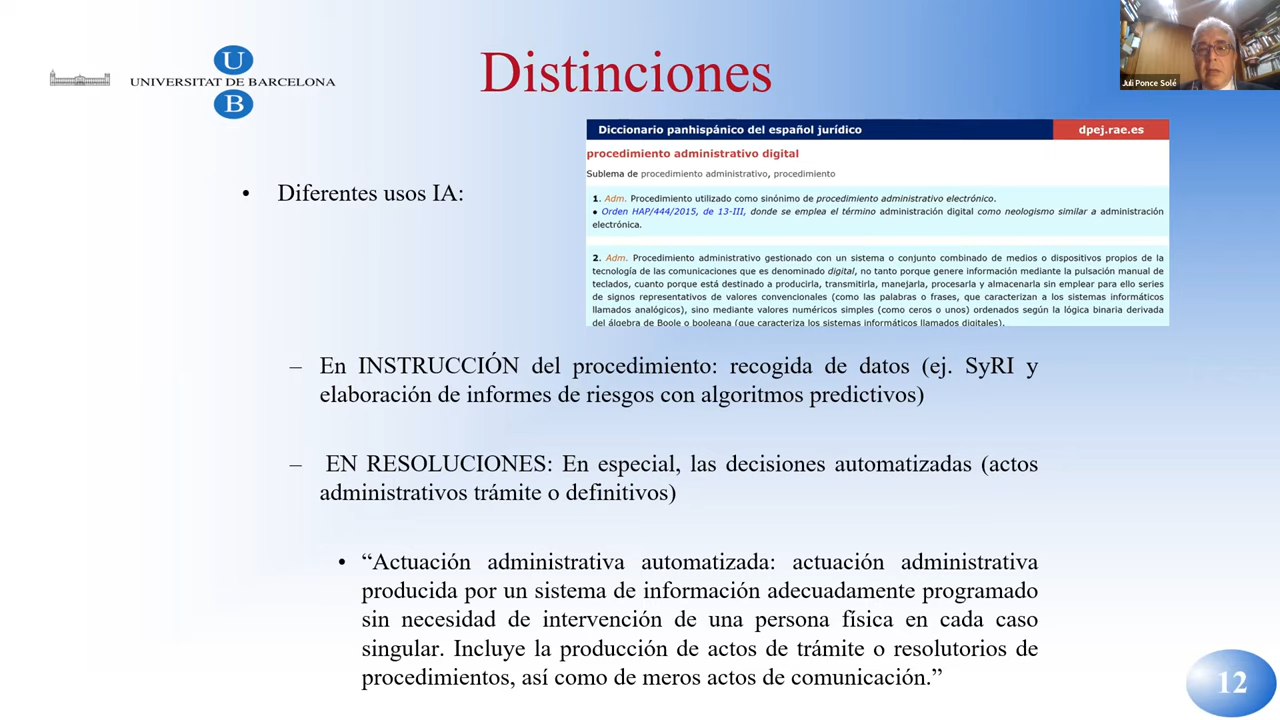 U
UNIVERSITAT DE BARCELONA
B
Distinciones
Juli Ponce Solé
Diccionario panhispánico del español jurídico
dpej.rae.es
procedimiento administrativo digital
Sublema de procedimiento administrativo, procedimiento
1. Adm. Procedimiento utilizado como sinónimo de procedimiento administrativo electrónico.
● Orden HAP/444/2015, de 13-III, donde se emplea el término administración digital como neologismo similar a administración
electrónica.
2. Adm. Procedimiento administrativo gestionado con un sistema o conjunto combinado de medios o dispositivos propios de la
tecnología de las comunicaciones que es denominado digital, no tanto porque genere información mediante la pulsación manual de
teclados, cuanto porque está destinado a producirla, transmitirla, manejarla, procesarla y almacenarla sin emplear para ello series
de signos representativos de valores convencionales (como las palabras o frases, que caracterizan a los sistemas informáticos
llamados analógicos), sino mediante valores numéricos simples (como ceros o unos) ordenados según la lógica binaria derivada
del álgebra de Boole o booleana (que caracteriza los sistemas informáticos llamados digitales).
• Diferentes usos IA:
– En INSTRUCCIÓN del procedimiento: recogida de datos (ej. SyRI y
elaboración de informes de riesgos con algoritmos predictivos)
– EN RESOLUCIONES: En especial, las decisiones automatizadas (actos
administrativos trámite o definitivos)
• “Actuación administrativa automatizada: actuación administrativa
producida por un sistema de información adecuadamente programado
sin necesidad de intervención de una persona física en cada caso
singular. Incluye la producción de actos de trámite o resolutorios de
procedimientos, así como de meros actos de comunicación.”
12